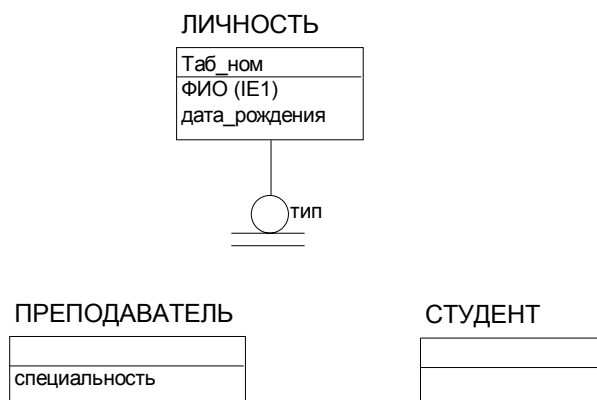 ЛИЧНОСТЬ
Таб_ном
ФИО (IE1)
дата_рождения
тип
ПРЕПОДАВАТЕЛЬ
СТУДЕНТ
специальность